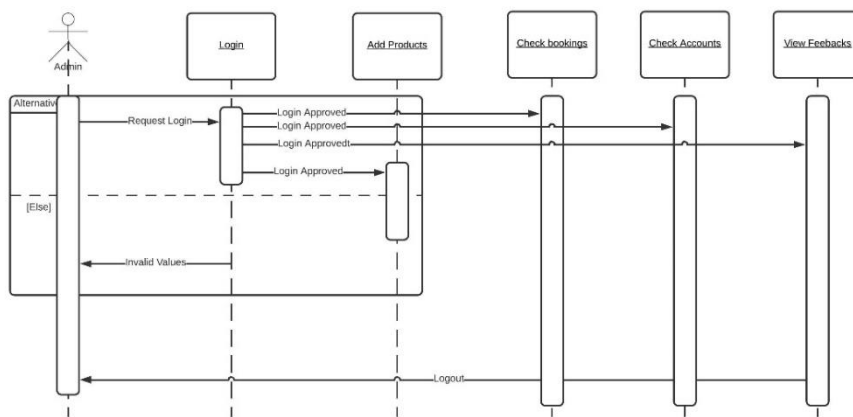 Login
Add Products
Check bookings
Check Accounts
View Feebacks
Admin
Alternative
Login Approved
Request Login
Login Approved
Login Approvedt
Login Approved
[Else]
Invalid Values
Logout